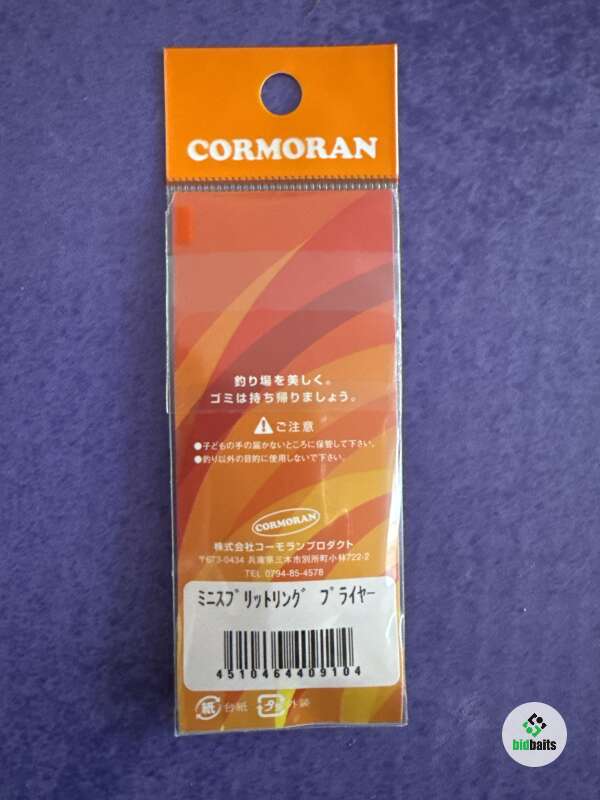 CORMORAN
釣り場を美しく。
ゴミは持ち帰りましょう。
ご注意
●子どもの手の届かないところに保管して下さい。
●釣り以外の目的に使用しないで下さい。
CORMORAN
株式会社コーモランプロダクト
〒673-0434 兵庫県三木市別所町小林722-2
TEL 0794-85-4578
ﾐﾆｽﾌﾟﾘｯﾄﾘﾝｸﾞ ﾌﾟﾗｲﾔｰ
4510464409104
紙 台紙 プラ 外装
bidbaits